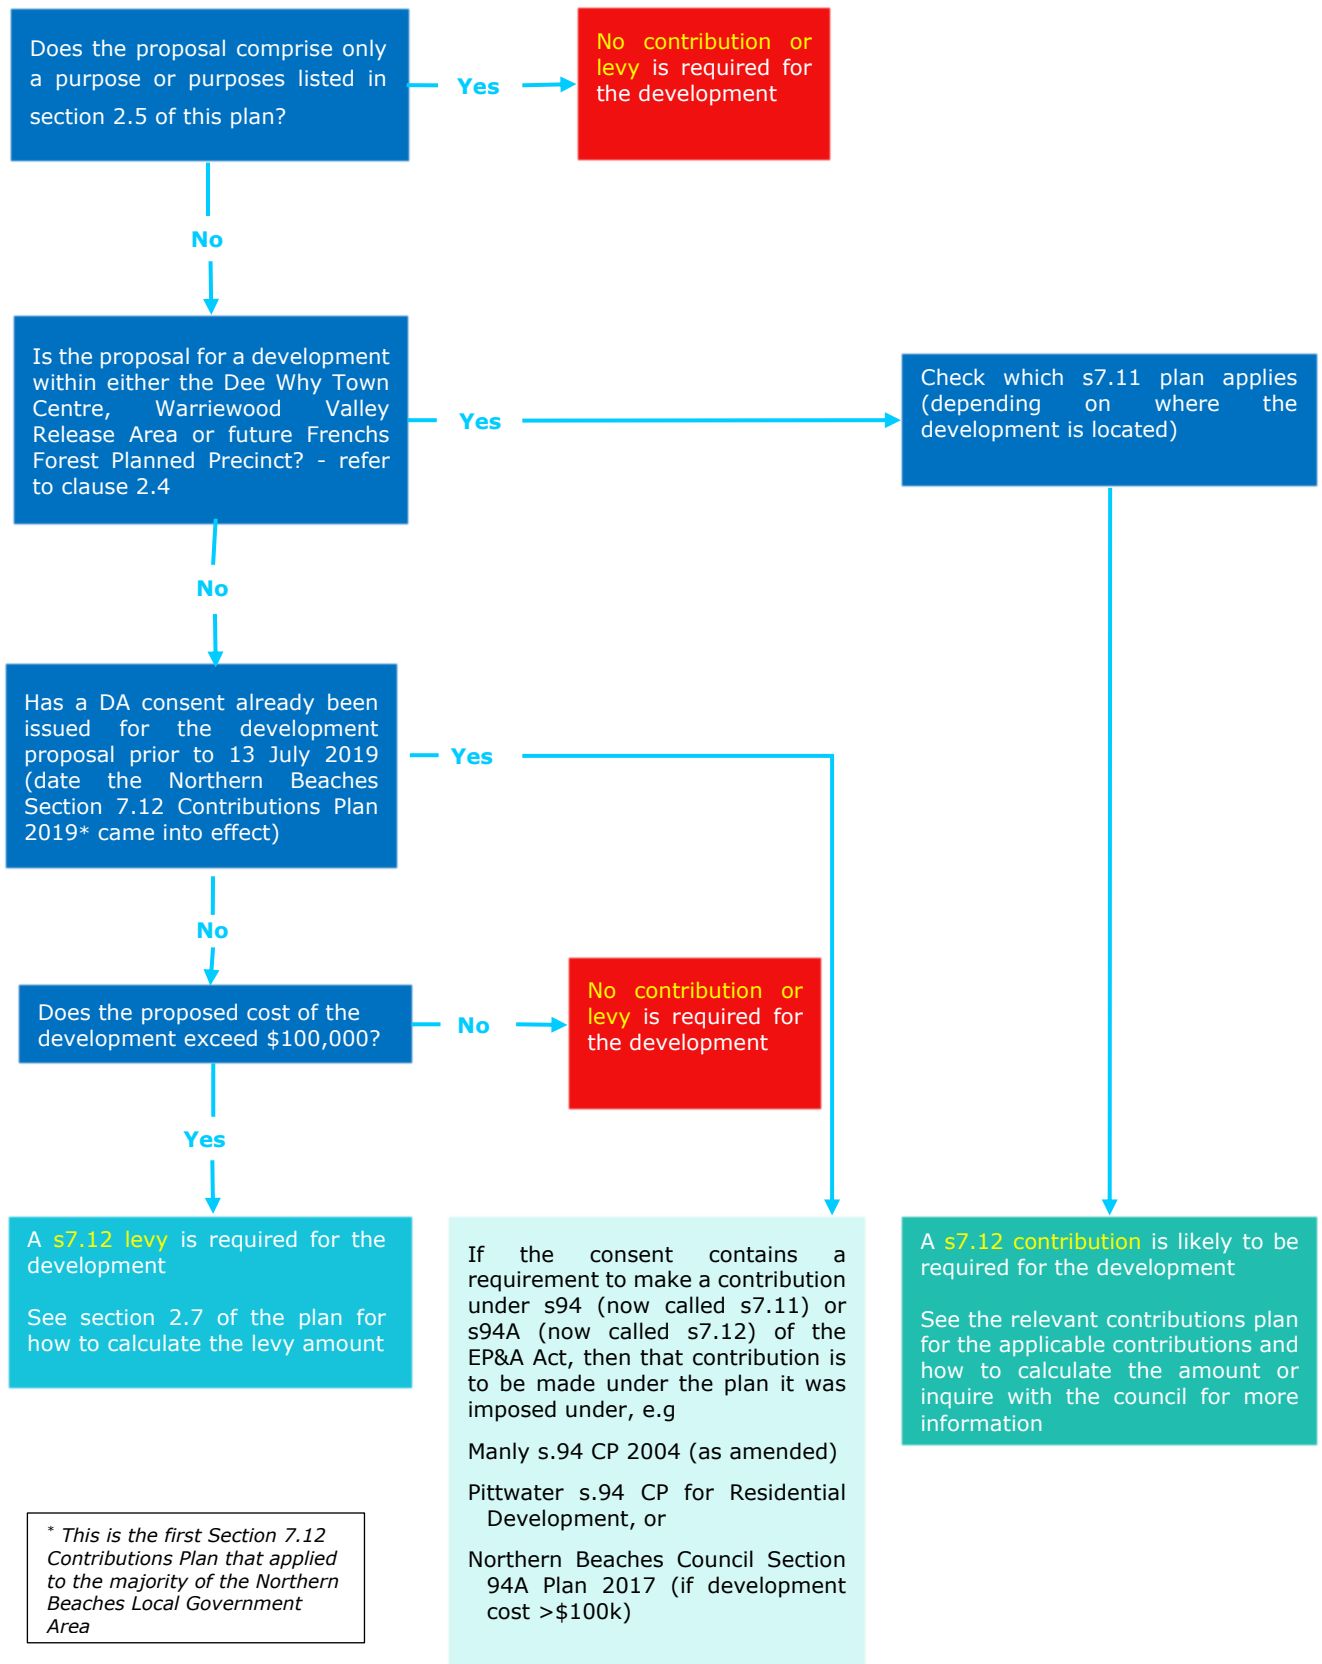 Does the proposal comprise only
a purpose or purposes listed in
section 2.5 of this plan?
Yes
No contribution or
levy is required for
the development
No
Is the proposal for a development
within either the Dee Why Town
Centre, Warriewood Valley
Release Area or future Frenchs
Forest Planned Precinct? - refer
to clause 2.4
Yes
Check which s7.11 plan applies
(depending on where the
development is located)
No
Has a DA consent already been
issued for the development
proposal prior to 13 July 2019
(date the Northern Beaches
Section 7.12 Contributions Plan
2019* came into effect)
Yes
No
Does the proposed cost of the
development exceed $100,000?
No
No contribution or
levy is required for
the development
Yes
A s7.12 levy is required for the
development
See section 2.7 of the plan for
how to calculate the levy amount
If the consent contains a
requirement to make a contribution
under s94 (now called s7.11) or
s94A (now called s7.12) of the
EP&A Act, then that contribution is
to be made under the plan it was
imposed under, e.g
Manly s.94 CP 2004 (as amended)
Pittwater s.94 CP for Residential
Development, or
Northern Beaches Council Section
94A Plan 2017 (if development
cost >$100k)
A s7.12 contribution is likely to be
required for the development
See the relevant contributions plan
for the applicable contributions and
how to calculate the amount or
inquire with the council for more
information
* This is the first Section 7.12
Contributions Plan that applied
to the majority of the Northern
Beaches Local Government
Area